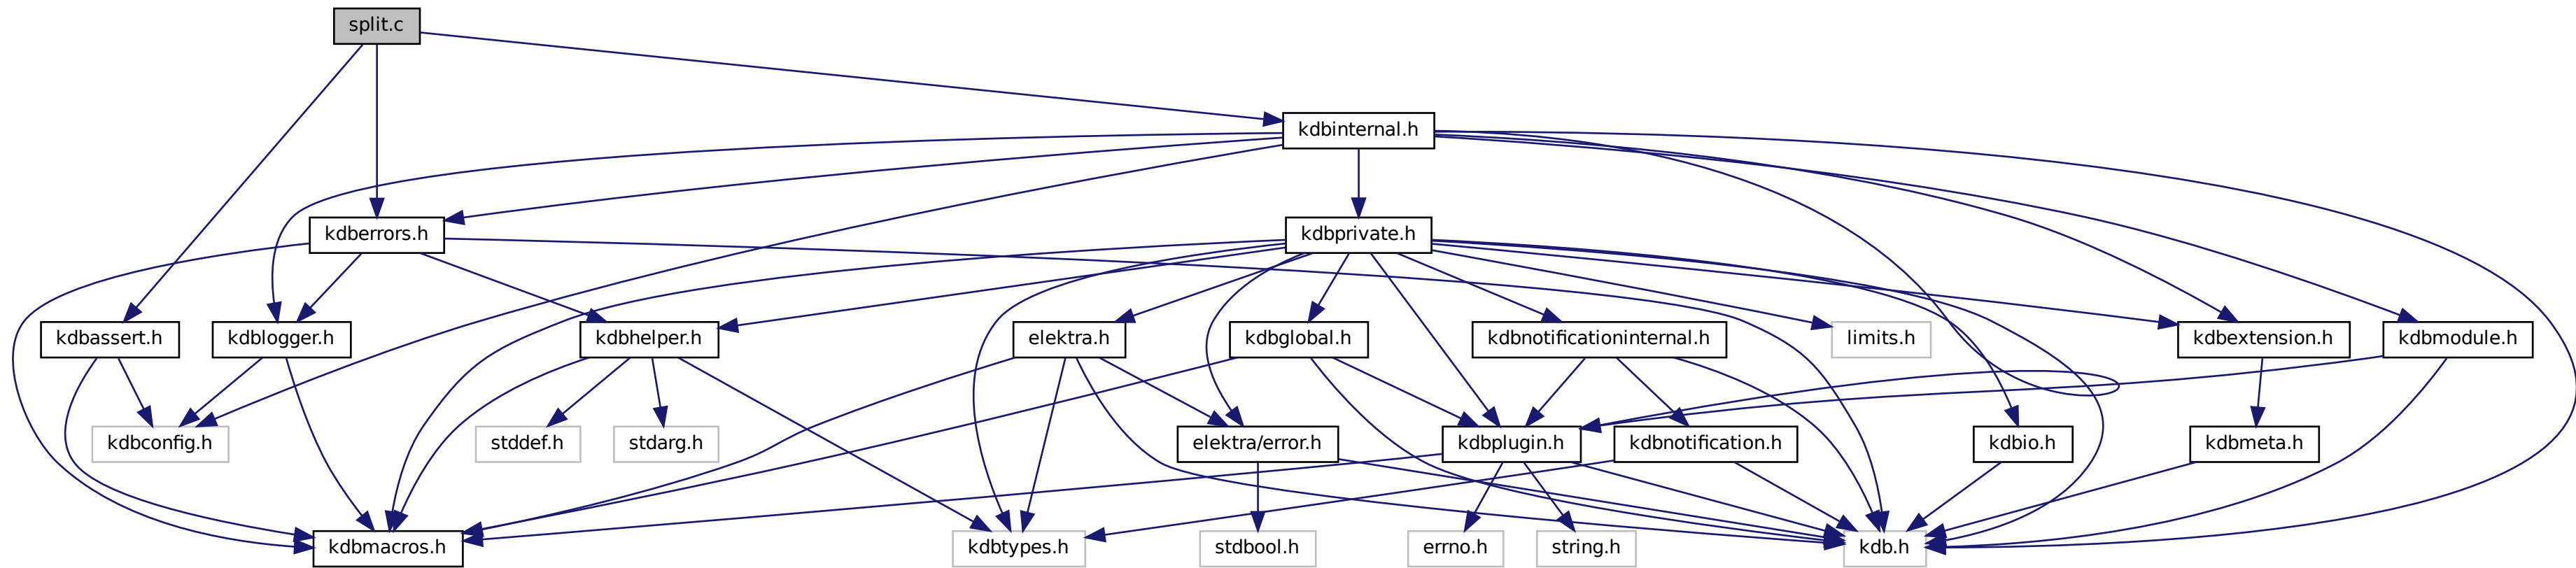 split.c
kdbinternal.h
kdberrors.h
kdbprivate.h
kdbassert.h
kdblogger.h
kdbhelper.h
elektra.h
kdbglobal.h
kdbnotificationinternal.h
limits.h
kdbextension.h
kdbmodule.h
kdbconfig.h
stddef.h
stdarg.h
elektra/error.h
kdbplugin.h
kdbnotification.h
kdbio.h
kdbmeta.h
kdbmacros.h
kdbtypes.h
stdbool.h
errno.h
string.h
kdb.h